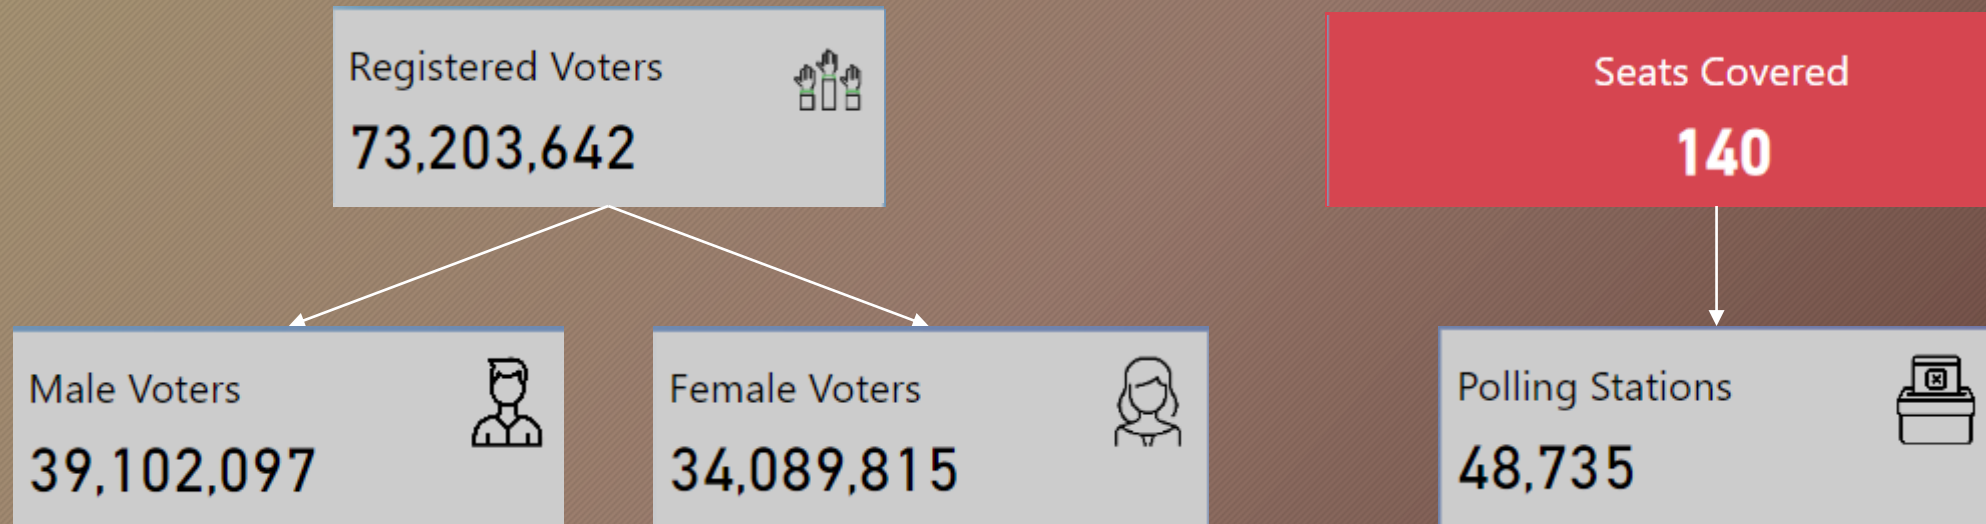 Registered Voters
73,203,642
Seats Covered
140
Male Voters
39,102,097
Female Voters
34,089,815
Polling Stations
48,735